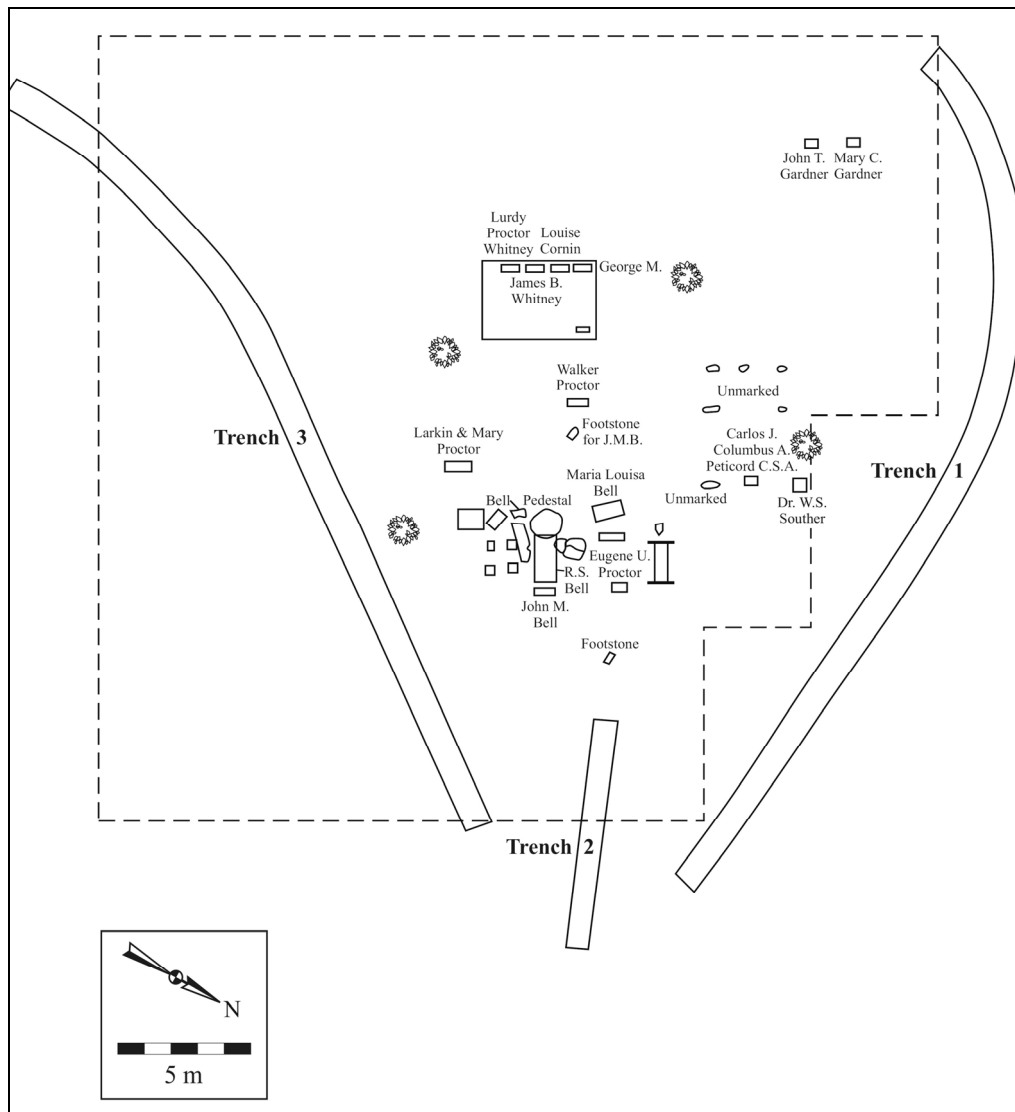 John T.
Gardner
Mary C.
Gardner
Lurdy
Proctor
Whitney
Louise
Cornin
George M.
James B.
Whitney
Walker
Proctor
Unmarked
Footstone
for J.M.B.
Trench 3
Larkin & Mary
Proctor
Carlos J.
Columbus A.
Peticord C.S.A.
Trench 1
Maria Louisa
Bell
Bell
Pedestal
Unmarked
Dr. W.S.
Souther
Eugene U.
Proctor
R.S.
Bell
John M.
Bell
Footstone
Trench 2
N
5 m